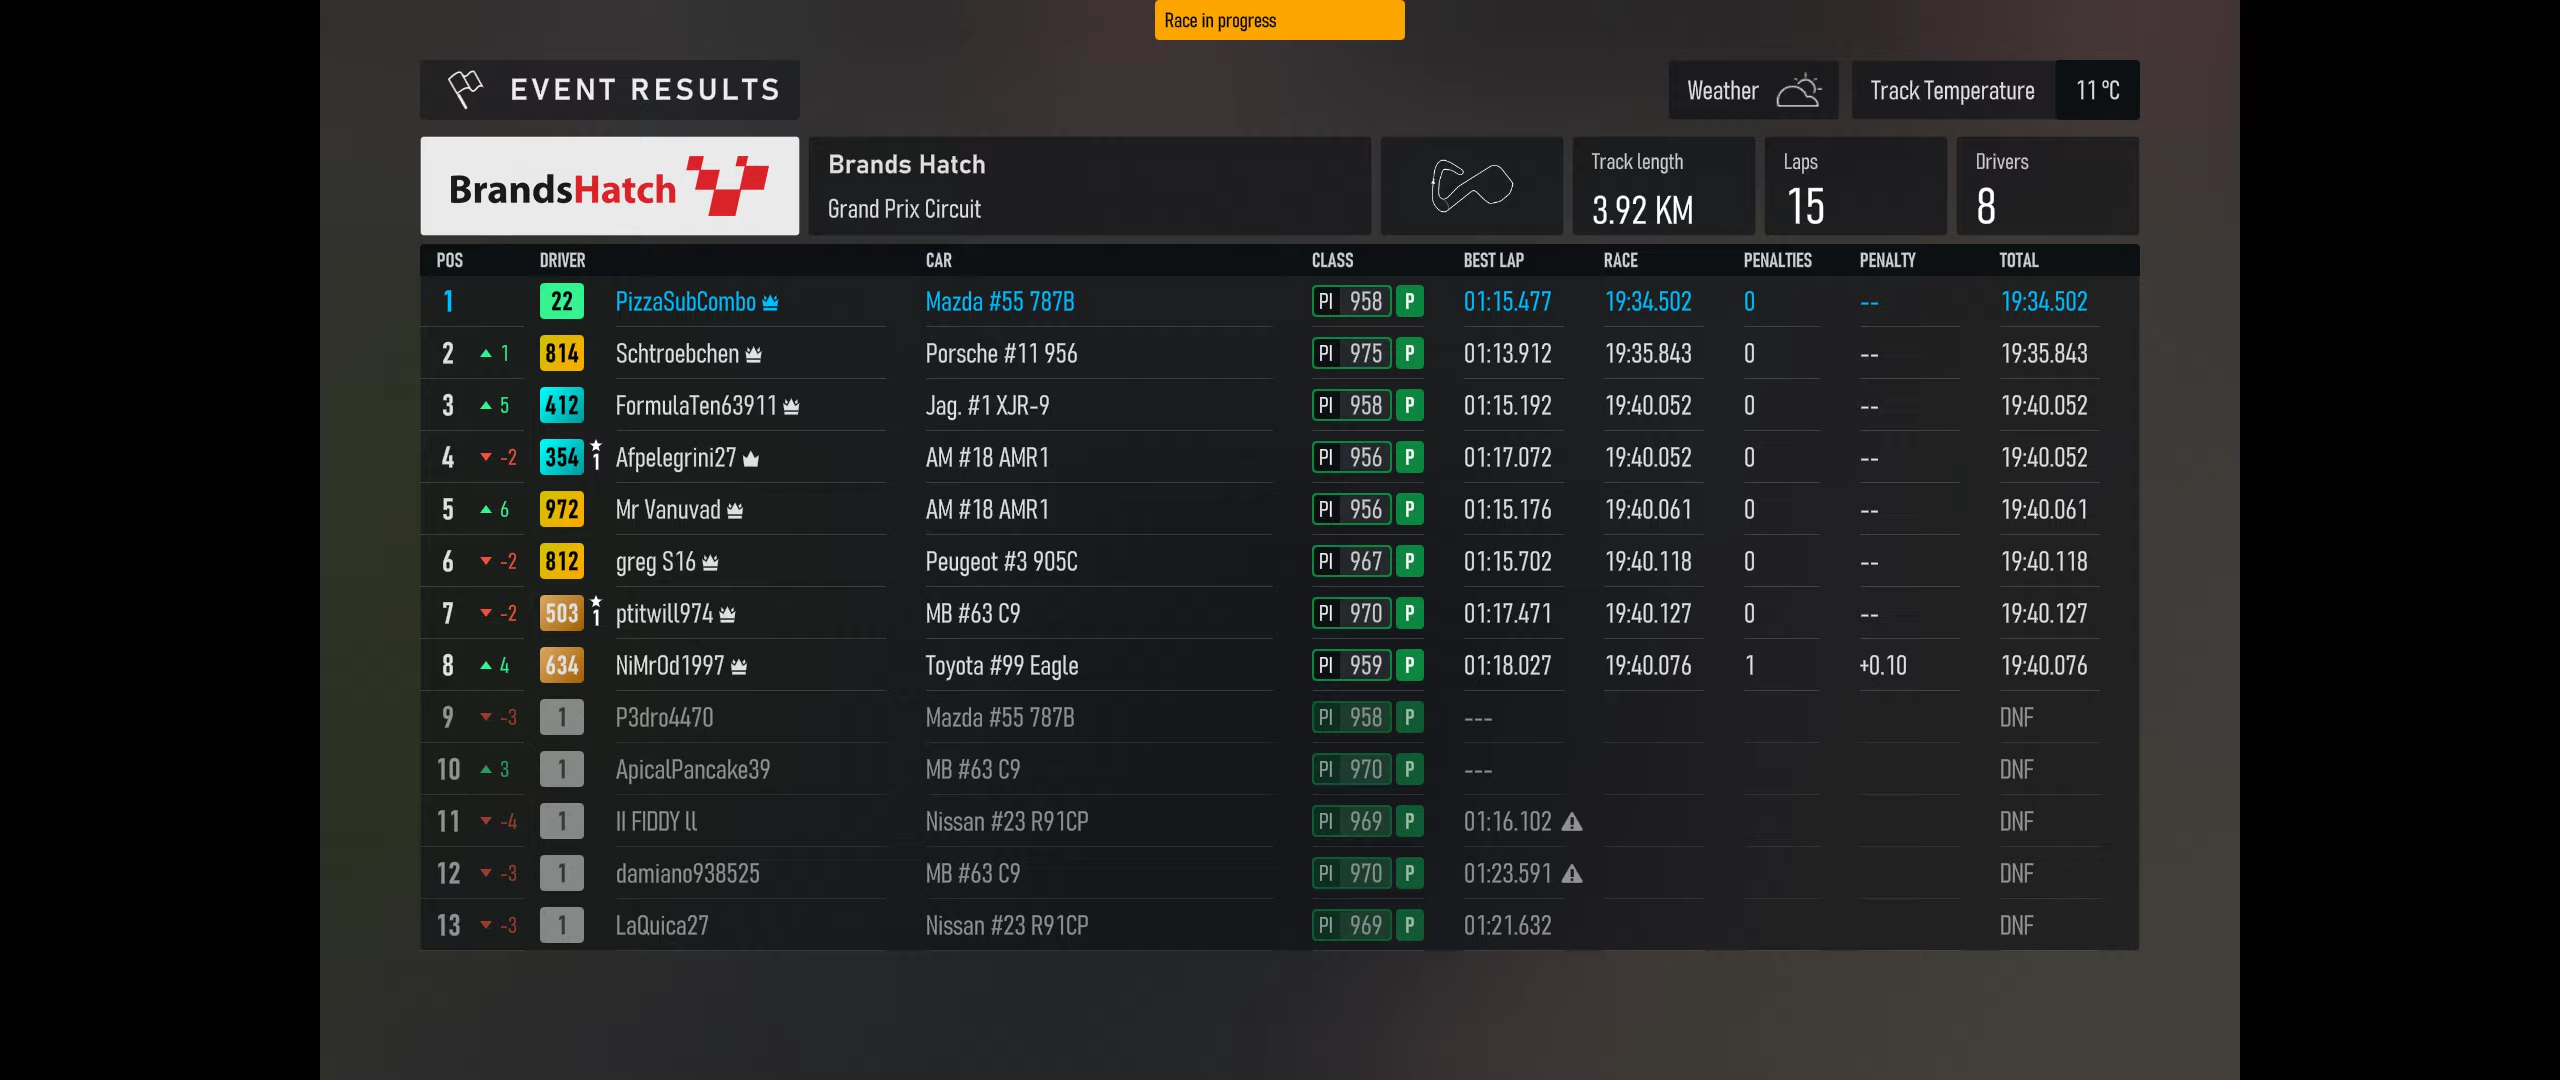 Race in progress
EVENT RESULTS
Weather
Track Temperature 11 ºC
BrandsHatch
Brands Hatch
Grand Prix Circuit
Track length
3.92 KM
Laps
15
Drivers
8
POS DRIVER CAR CLASS BEST LAP RACE PENALTIES PENALTY TOTAL
1 22 PizzaSubCombo Mazda #55 787B PI 958 P 01:15.477 19:34.502 0 -- 19:34.502
2 1 814 Schtroebchen Porsche #11 956 PI 975 P 01:13.912 19:35.843 0 -- 19:35.843
3 5 412 FormulaTen63911 Jag. #1 XJR-9 PI 958 P 01:15.192 19:40.052 0 -- 19:40.052
4 -2 354 1 Afpelegrini27 AM #18 AMR1 PI 956 P 01:17.072 19:40.052 0 -- 19:40.052
5 6 972 Mr Vanuvad AM #18 AMR1 PI 956 P 01:15.176 19:40.061 0 -- 19:40.061
6 -2 812 greg S16 Peugeot #3 905C PI 967 P 01:15.702 19:40.118 0 -- 19:40.118
7 -2 503 1 ptitwill974 MB #63 C9 PI 970 P 01:17.471 19:40.127 0 -- 19:40.127
8 4 634 NiMrOd1997 Toyota #99 Eagle PI 959 P 01:18.027 19:40.076 1 +0.10 19:40.076
9 -3 1 P3dro4470 Mazda #55 787B PI 958 P --- DNF
10 3 1 ApicalPancake39 MB #63 C9 PI 970 P --- DNF
11 -4 1 II FIDDY ll Nissan #23 R91CP PI 969 P 01:16.102 DNF
12 -3 1 damiano938525 MB #63 C9 PI 970 P 01:23.591 DNF
13 -3 1 LaQuica27 Nissan #23 R91CP PI 969 P 01:21.632 DNF